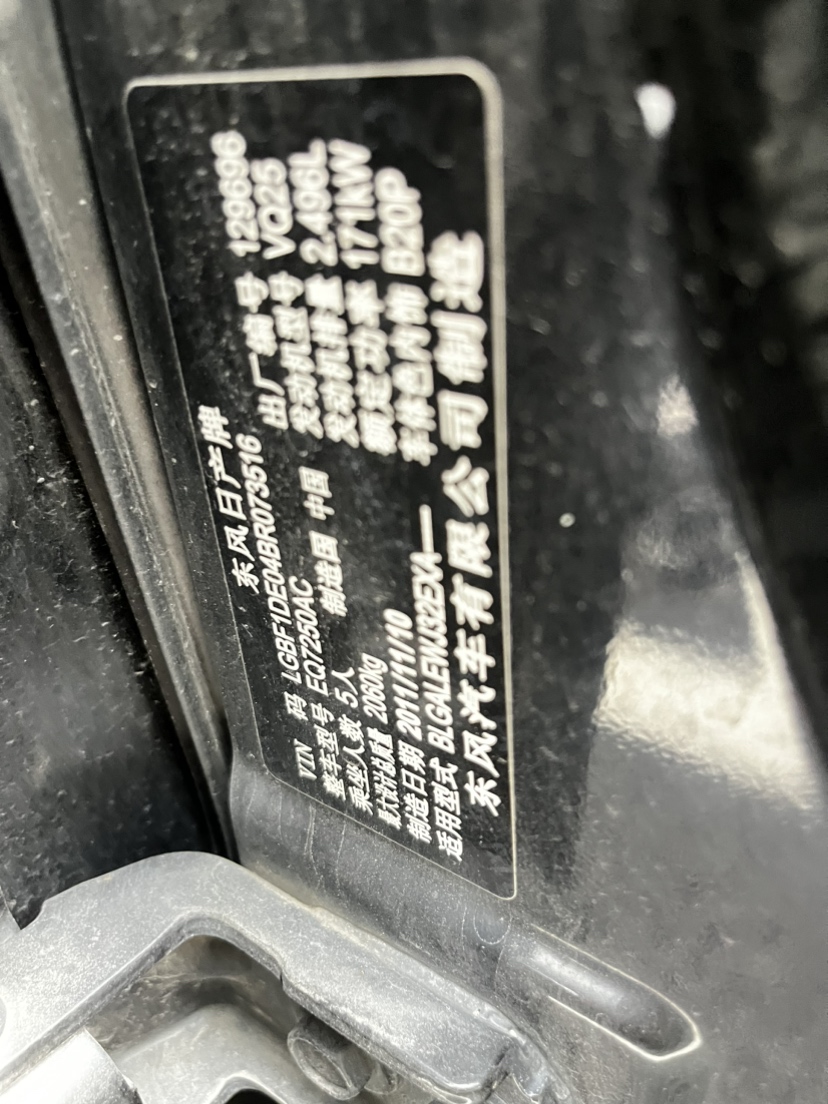 东风日产牌
VIN 码 LGBF1DE04BR073516 出厂编号 129696
整车型号 EQ7250AC 发动机型号 VQ25
乘坐人数 5人 制造国 中国 发动机排量 2.496L
最大设计总质量 2060kg 额定功率 171kW
制造日期 2011/11/10 车体色内饰 B20P
适用型式 BLGALEWJ32EXA—
东风汽车有限公司制造